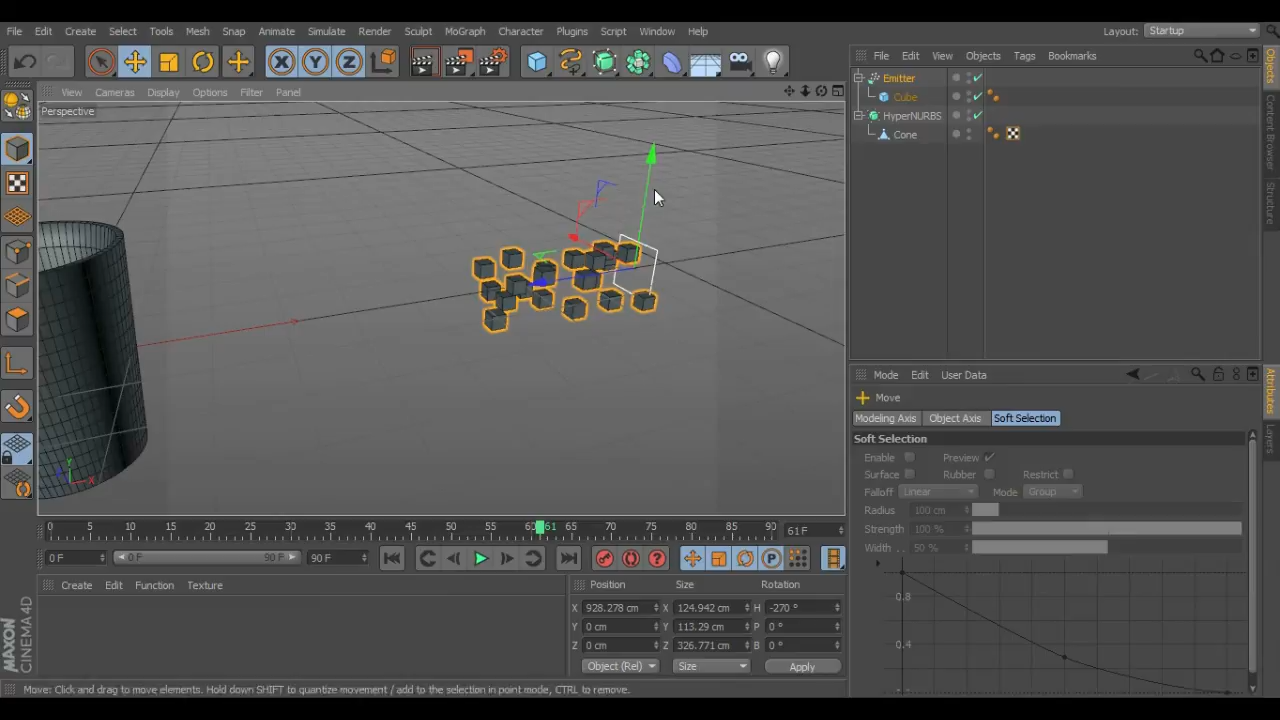 File Edit Create Select Tools Mesh Snap Animate Simulate Render Sculpt MoGraph Character Plugins Script Window Help Layout: Startup
X Y Z File Edit View Objects Tags Bookmarks
View Cameras Display Options Filter Panel
Perspective
Emitter
Cube
HyperNURBS
Cone
Objects
Content Browser
Structure
Y
X
Mode Edit User Data
Move
Modeling Axis Object Axis Soft Selection
Soft Selection
Enable Preview
Surface Rubber Restrict
Falloff Linear Mode Group
Radius 100 cm
Strength 100 %
Width . . 50 %
0.8
0.4
Attributes
Layers
0 5 10 15 20 25 30 35 40 45 50 55 60 61 65 70 75 80 85 90 61 F
0 F 0 F 90 F 90 F P
Create Edit Function Texture
Position Size Rotation
X 928.278 cm X 124.942 cm H -270 °
Y 0 cm Y 113.29 cm P 0 °
Z 0 cm Z 326.771 cm B 0 °
Object (Rel) Size Apply
MAXON
CINEMA 4D
Move: Click and drag to move elements. Hold down SHIFT to quantize movement / add to the selection in point mode, CTRL to remove.